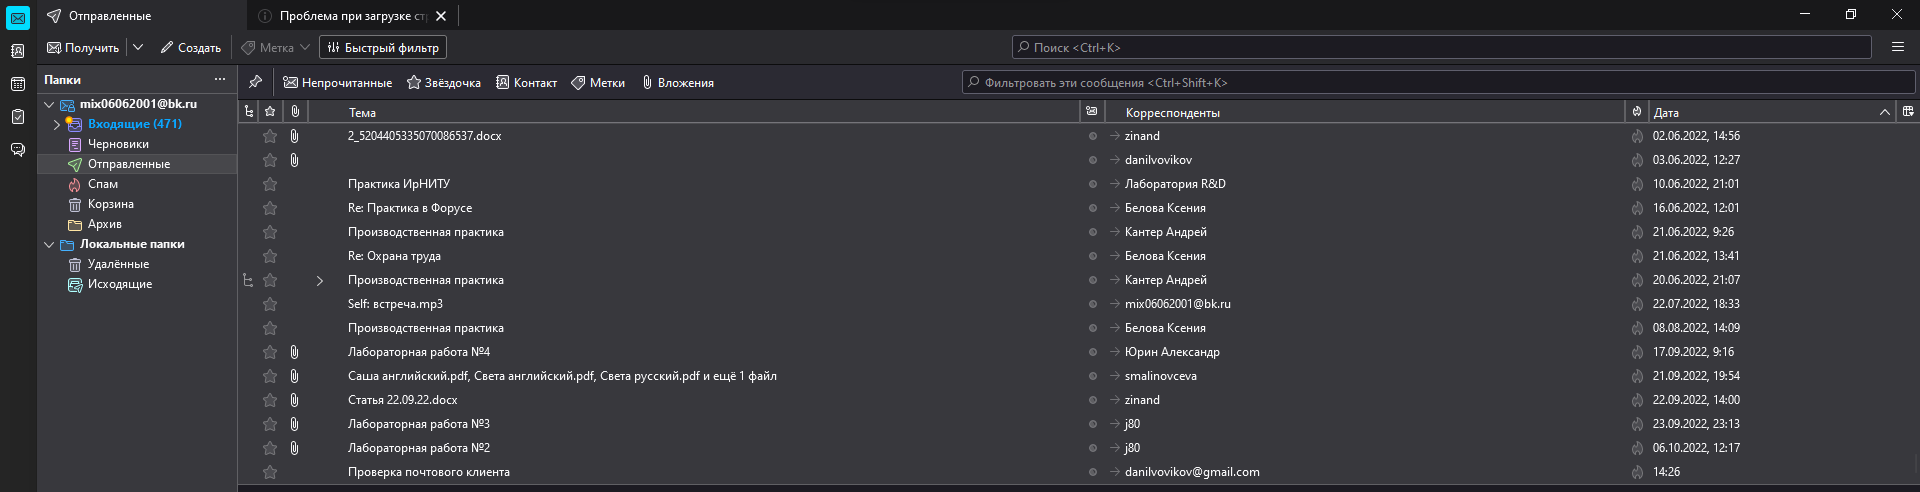 Отправленные Проблема при загрузке ст
Получить Создать Метка Быстрый фильтр Поиск <Ctrl+K>
Папки ··· Непрочитанные Звёздочка Контакт Метки Вложения Фильтровать эти сообщения <Ctrl+Shift+K>
mix06062001@bk.ru
Входящие (471)
Черновики
Отправленные
Спам
Корзина
Архив
Локальные папки
Удалённые
Исходящие
Тема Корреспонденты Дата
2_5204405335070086537.docx zinand 02.06.2022, 14:56
danilvovikov 03.06.2022, 12:27
Практика ИрНИТУ Лаборатория R&D 10.06.2022, 21:01
Re: Практика в Форусе Белова Ксения 16.06.2022, 12:01
Производственная практика Кантер Андрей 21.06.2022, 9:26
Re: Охрана труда Белова Ксения 21.06.2022, 13:41
Производственная практика Кантер Андрей 20.06.2022, 21:07
Self: встреча.mp3 mix06062001@bk.ru 22.07.2022, 18:33
Производственная практика Белова Ксения 08.08.2022, 14:09
Лабораторная работа №4 Юрин Александр 17.09.2022, 9:16
Саша английский.pdf, Света английский.pdf, Света русский.pdf и ещё 1 файл smalinovceva 21.09.2022, 19:54
Статья 22.09.22.docx zinand 22.09.2022, 14:00
Лабораторная работа №3 j80 23.09.2022, 23:13
Лабораторная работа №2 j80 06.10.2022, 12:17
Проверка почтового клиента danilvovikov@gmail.com 14:26